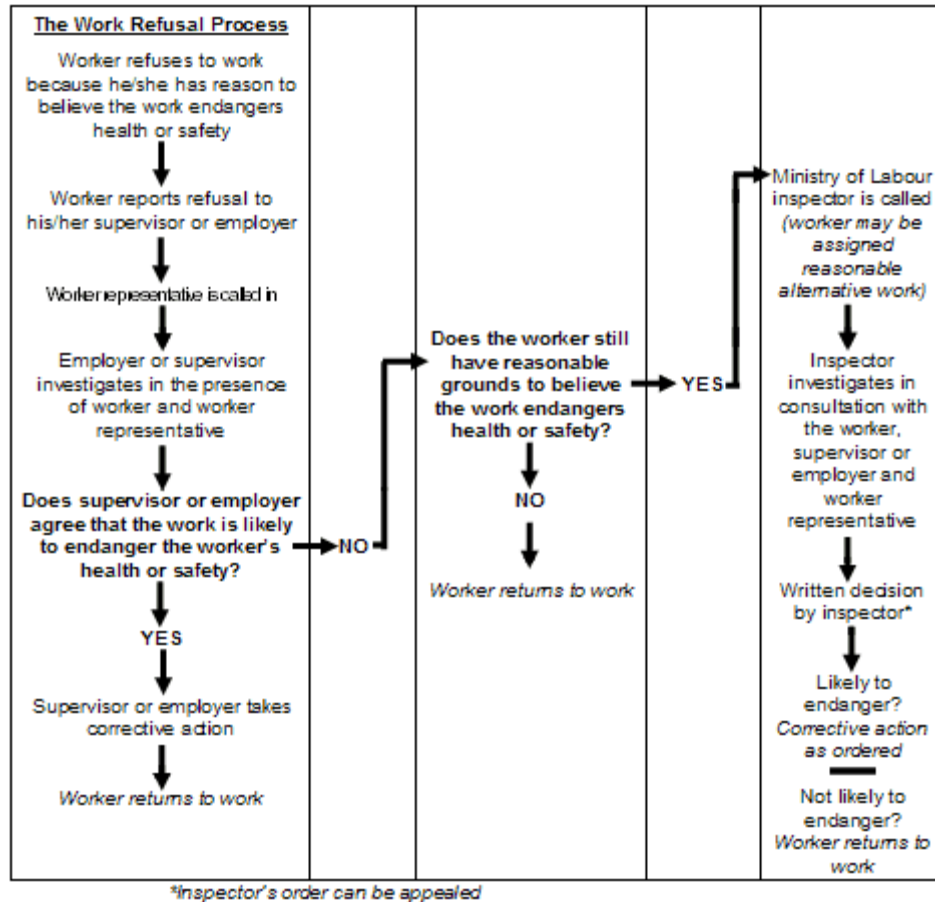 The Work Refusal Process
Worker refuses to work
because he/she has reason to
believe the work endangers
health or safety
Worker reports refusal to
his/her supervisor or employer
Worker representative is called in
Employer or supervisor
investigates in the presence
of worker and worker
representative
Does supervisor or employer
agree that the work is likely
to endanger the worker's
health or safety?
YES
Supervisor or employer takes
corrective action
Worker returns to work
NO
Does the worker still
have reasonable
grounds to believe
the work endangers
health or safety?
NO
Worker returns to work
YES
Ministry of Labour
inspector is called
(worker may be
assigned
reasonable
alternative work)
Inspector
investigates in
consultation with
the worker,
supervisor or
employer and
worker
representative
Written decision
by inspector*
Likely to
endanger?
Corrective action
as ordered
Not likely to
endanger?
Worker returns to
work
*Inspector's order can be appealed